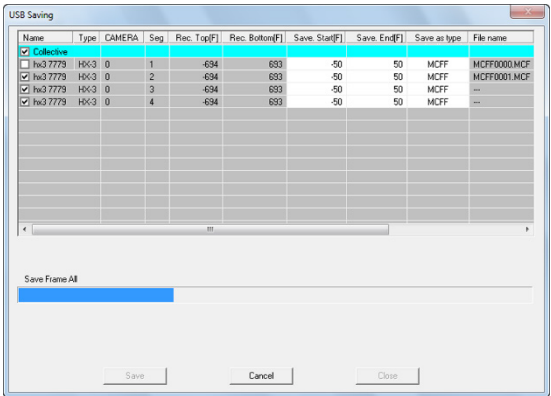 USB Saving
Name Type CAMERA Seg Rec. Top[F] Rec. Bottom[F] Save. Start[F] Save. End[F] Save as type File name
Collective
hx3 7779 HX-3 0 1 -694 693 -50 50 MCFF MCFF0000.MCF
hx3 7779 HX-3 0 2 -694 693 -50 50 MCFF MCFF0001.MCF
hx3 7779 HX-3 0 3 -694 693 -50 50 MCFF ---
hx3 7779 HX-3 0 4 -694 693 -50 50 MCFF ---
Save Frame All
Save Cancel Close